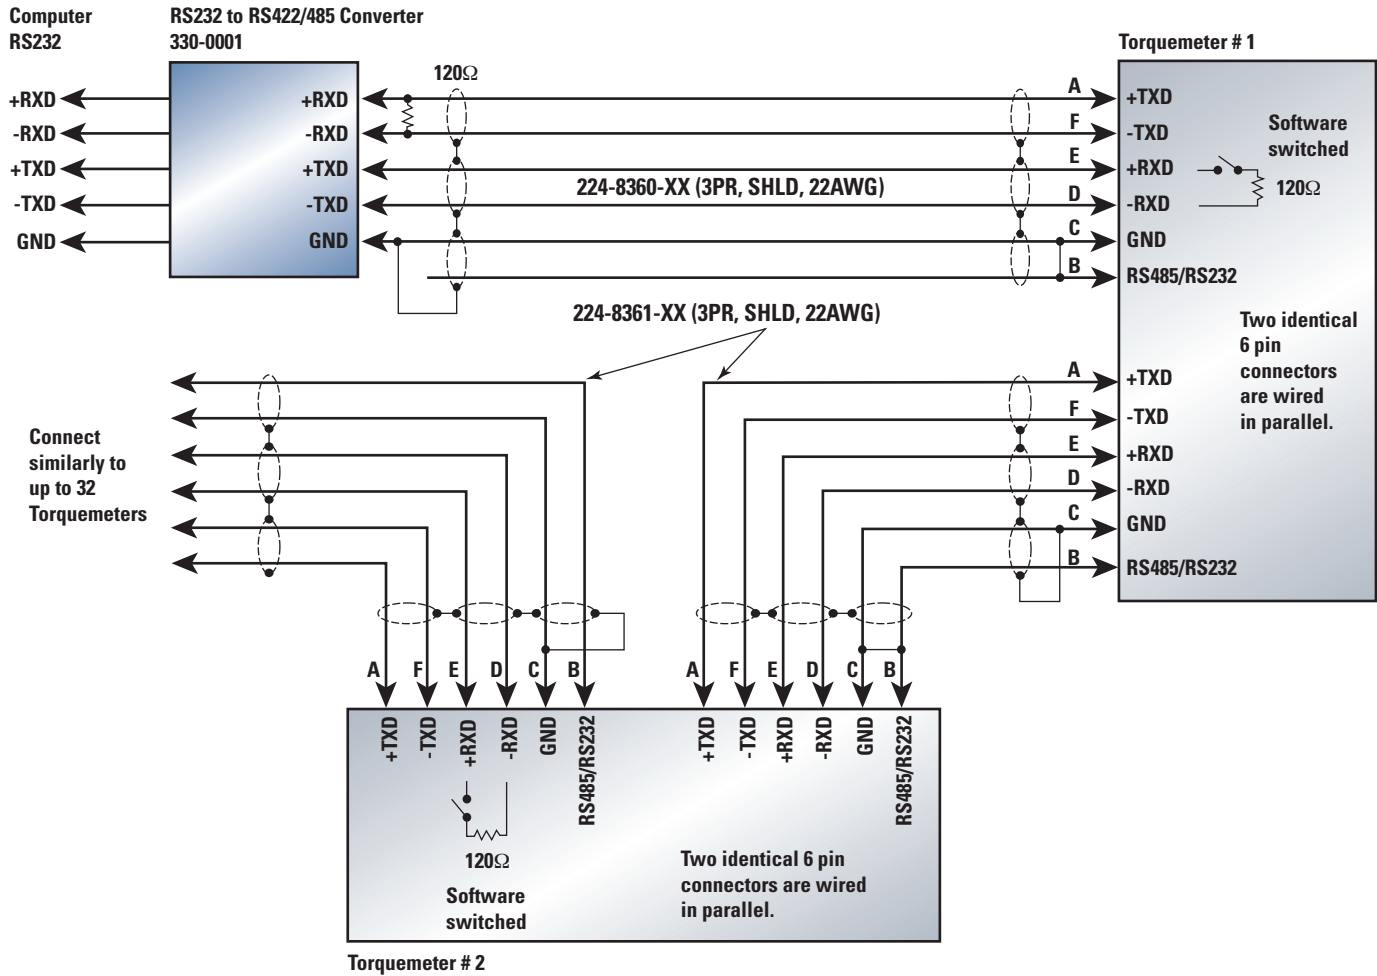 Computer
RS232
RS232 to RS422/485 Converter
330-0001
Torquemeter # 1
+RXD
-RXD
+TXD
-TXD
GND
+RXD
-RXD
+TXD
-TXD
GND
120Ω
224-8360-XX (3PR, SHLD, 22AWG)
A
F
E
D
C
B
+TXD
-TXD
+RXD
-RXD
GND
RS485/RS232
Software
switched
120Ω
Two identical
6 pin
connectors
are wired
in parallel.
224-8361-XX (3PR, SHLD, 22AWG)
A
F
E
D
C
B
+TXD
-TXD
+RXD
-RXD
GND
RS485/RS232
Connect
similarly to
up to 32
Torquemeters
A
F
E
D
C
B
A
F
E
D
C
B
+TXD
-TXD
+RXD
-RXD
GND
RS485/RS232
+TXD
-TXD
+RXD
-RXD
GND
RS485/RS232
120Ω
Software
switched
Two identical 6 pin
connectors are wired
in parallel.
Torquemeter # 2